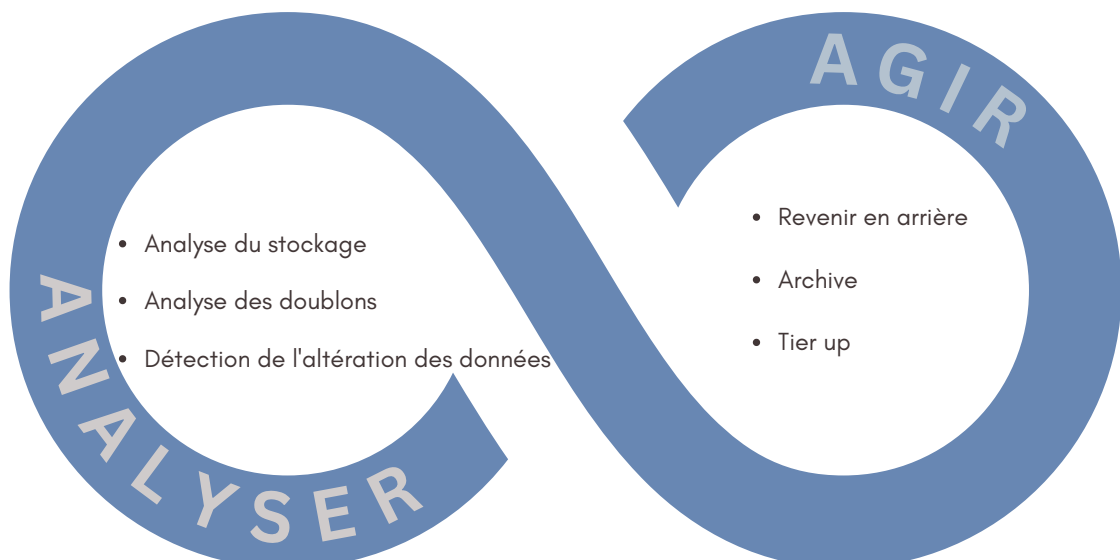 ANALYSER
Analyse du stockage
Analyse des doublons
Détection de l'altération des données
AGIR
Revenir en arrière
Archive
Tier up